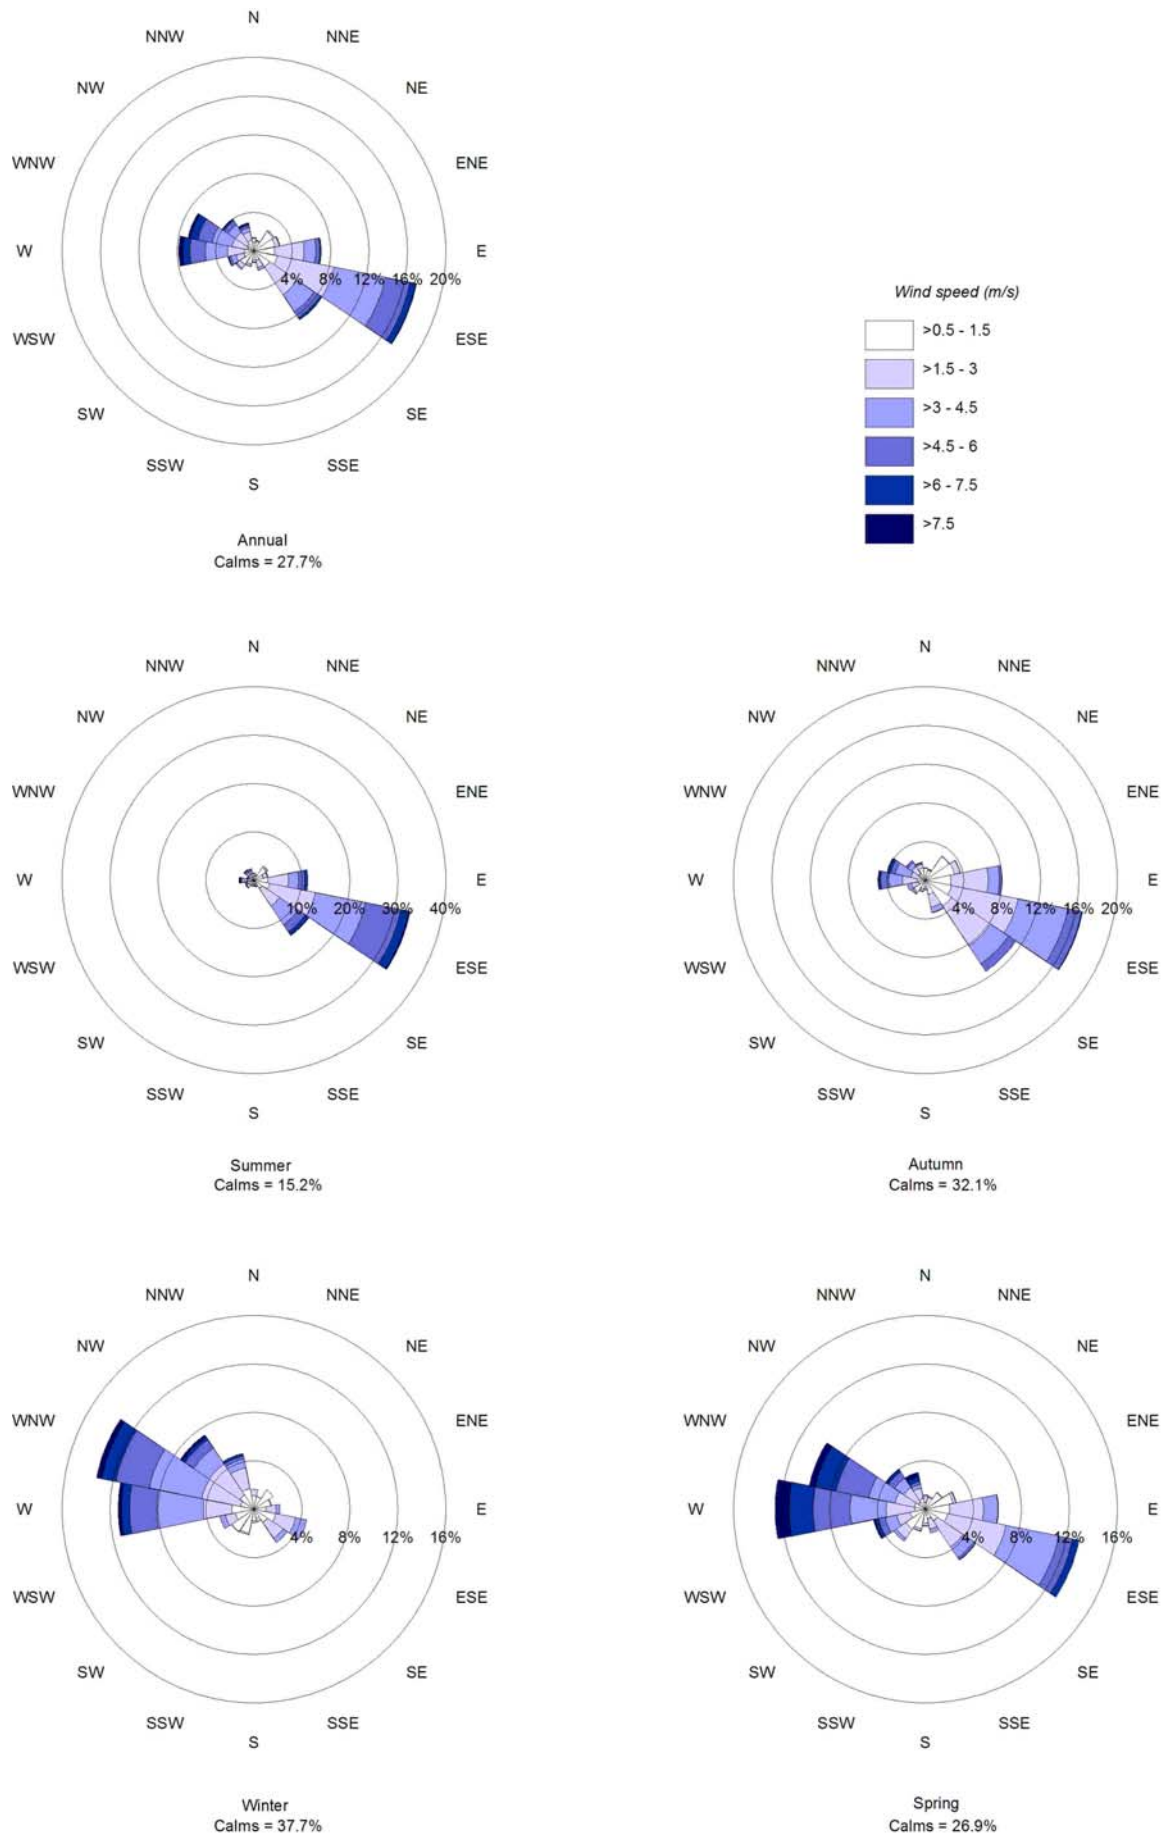 N
NNW NNE
NW NE
WNW ENE
W E
4% 8% 12% 16% 20%
WSW ESE
SW SE
SSW SSE
S
Annual
Calms = 27.7%
Wind speed (m/s)
>0.5 - 1.5
>1.5 - 3
>3 - 4.5
>4.5 - 6
>6 - 7.5
>7.5
N
NNW NNE
NW NE
WNW ENE
W E
10% 20% 30% 40%
WSW ESE
SW SE
SSW SSE
S
Summer
Calms = 15.2%
N
NNW NNE
NW NE
WNW ENE
W E
4% 8% 12% 16% 20%
WSW ESE
SW SE
SSW SSE
S
Autumn
Calms = 32.1%
N
NNW NNE
NW NE
WNW ENE
W E
4% 8% 12% 16%
WSW ESE
SW SE
SSW SSE
S
Winter
Calms = 37.7%
N
NNW NNE
NW NE
WNW ENE
W E
4% 8% 12% 16%
WSW ESE
SW SE
SSW SSE
S
Spring
Calms = 26.9%